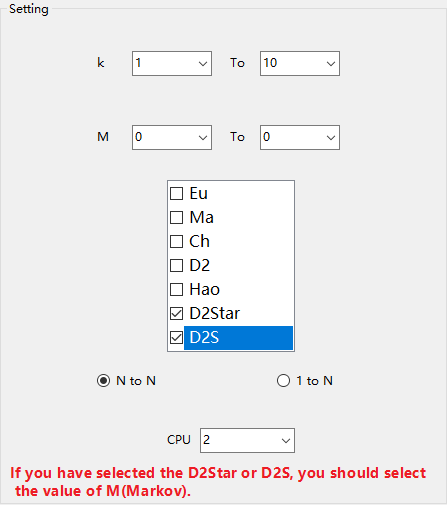 Setting
k 1 To 10
M 0 To 0
Eu
Ma
Ch
D2
Hao
D2Star
D2S
N to N 1 to N
CPU 2
If you have selected the D2Star or D2S, you should select
the value of M(Markov).